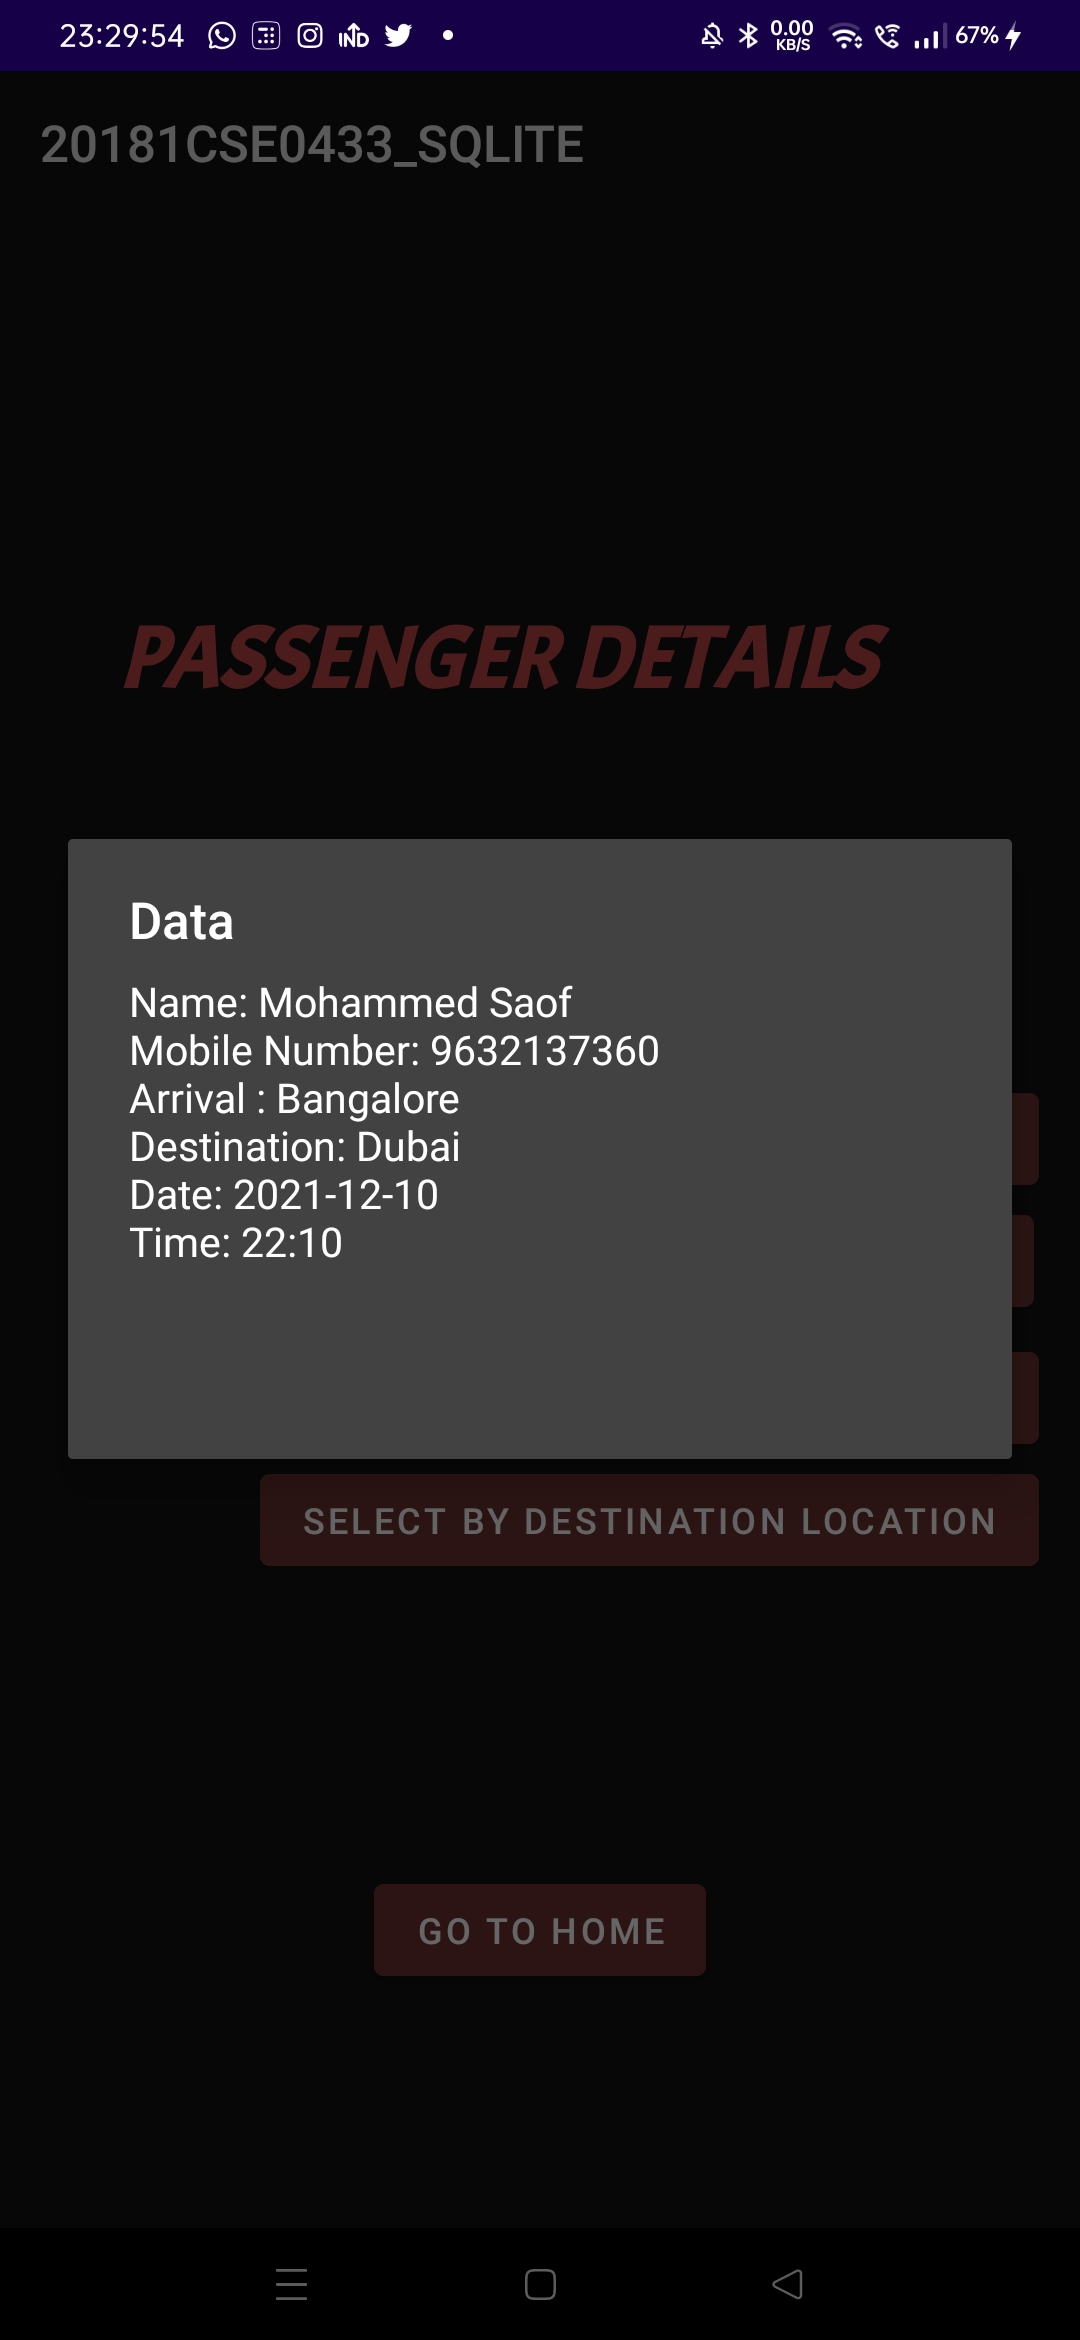 23:29:54
0.00
KB/S
67%
20181CSE0433_SQLITE
PASSENGER DETAILS
Data
Name: Mohammed Saof
Mobile Number: 9632137360
Arrival : Bangalore
Destination: Dubai
Date: 2021-12-10
Time: 22:10
SELECT BY DESTINATION LOCATION
GO TO HOME